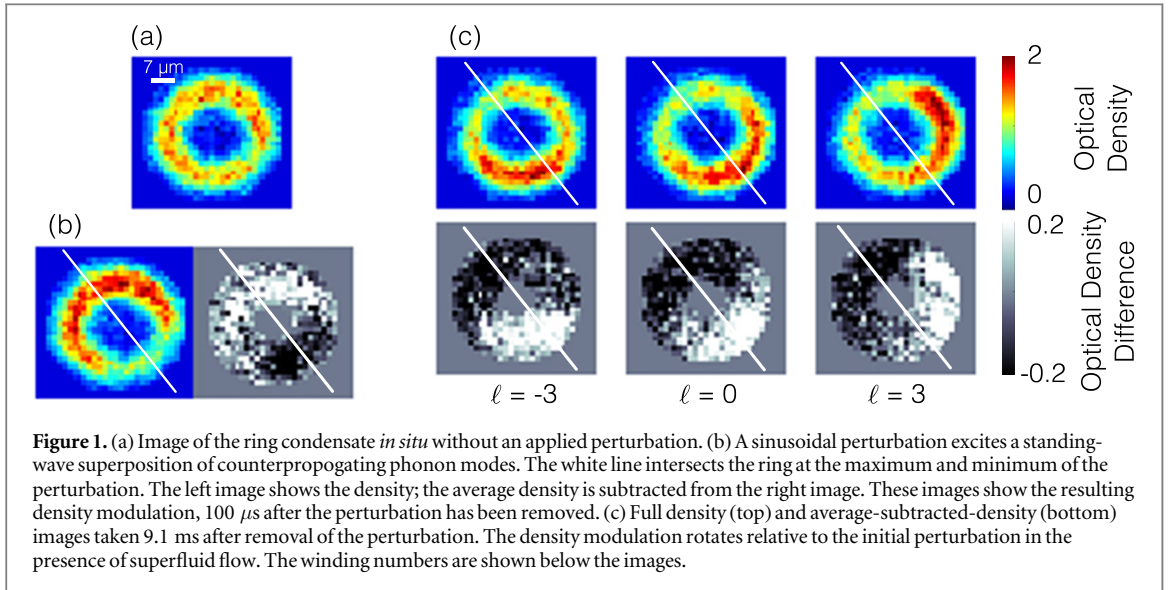 (a)
7 μm
(c)
2
Optical
Density
0
(b)
0.2
Optical Density
Difference
-0.2
ℓ = -3
ℓ = 0
ℓ = 3
Figure 1. (a) Image of the ring condensate in situ without an applied perturbation. (b) A sinusoidal perturbation excites a standing-
wave superposition of counterpropogating phonon modes. The white line intersects the ring at the maximum and minimum of the
perturbation. The left image shows the density; the average density is subtracted from the right image. These images show the resulting
density modulation, 100 μs after the perturbation has been removed. (c) Full density (top) and average-subtracted-density (bottom)
images taken 9.1 ms after removal of the perturbation. The density modulation rotates relative to the initial perturbation in the
presence of superfluid flow. The winding numbers are shown below the images.